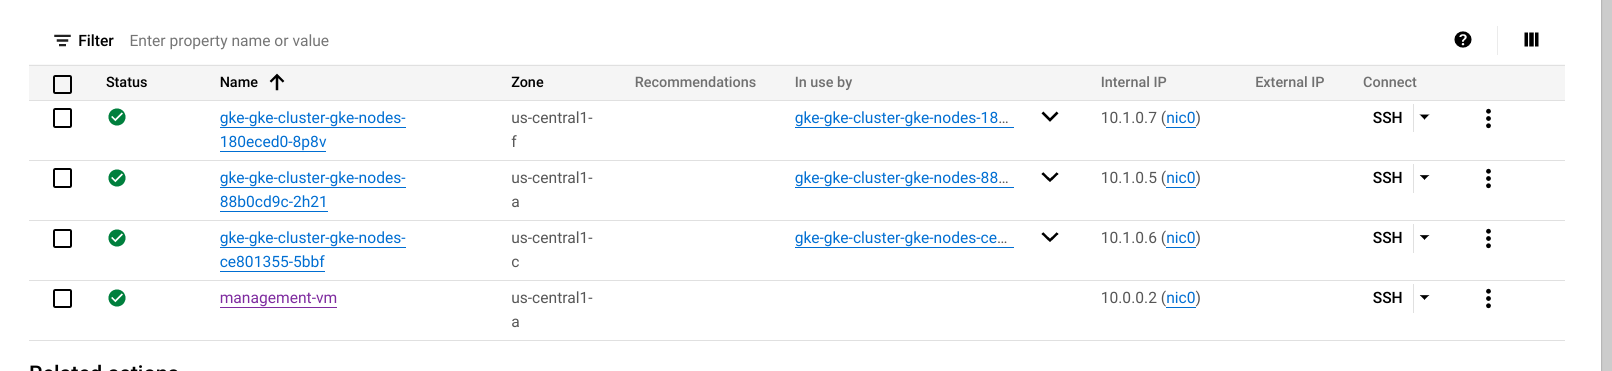 Filter Enter property name or value
Status Name Zone Recommendations In use by Internal IP External IP Connect
gke-gke-cluster-gke-nodes- us-central1- gke-gke-cluster-gke-nodes-18... 10.1.0.7 (nic0) SSH
180eced0-8p8v f
gke-gke-cluster-gke-nodes- us-central1- gke-gke-cluster-gke-nodes-88... 10.1.0.5 (nic0) SSH
88b0cd9c-2h21 a
gke-gke-cluster-gke-nodes- us-central1- gke-gke-cluster-gke-nodes-ce... 10.1.0.6 (nic0) SSH
ce801355-5bbf c
management-vm us-central1- 10.0.0.2 (nic0) SSH
a
Related actions